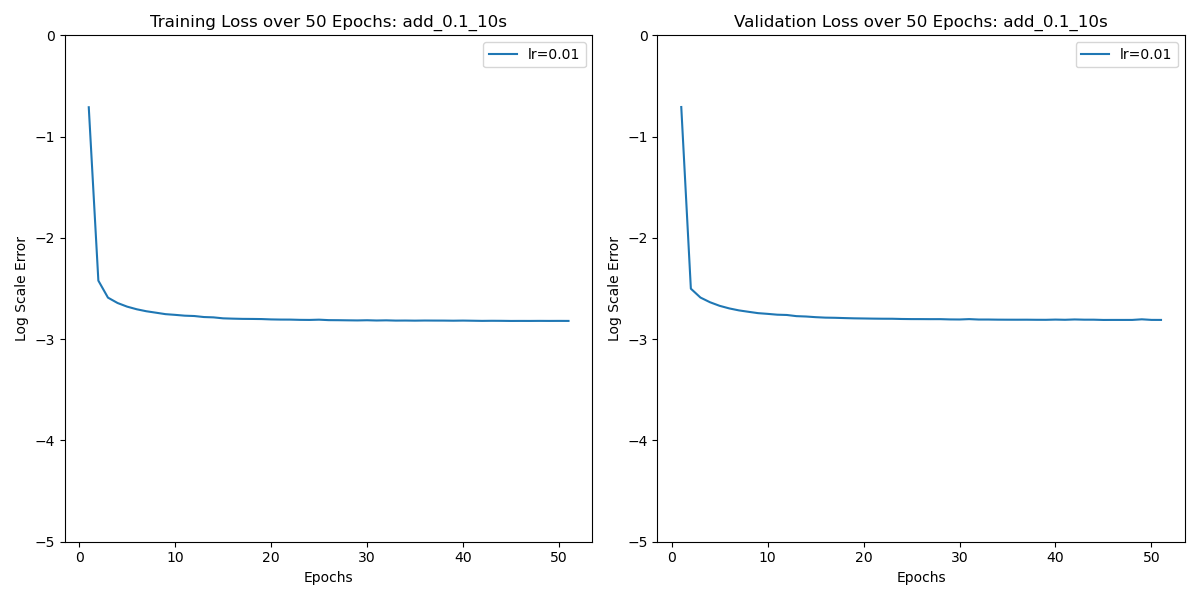 Training Loss over 50 Epochs: add_0.1_10s
lr=0.01
Log Scale Error
0
−1
−2
−3
−4
−5
0 10 20 30 40 50
Epochs
Validation Loss over 50 Epochs: add_0.1_10s
lr=0.01
Log Scale Error
0
−1
−2
−3
−4
−5
0 10 20 30 40 50
Epochs